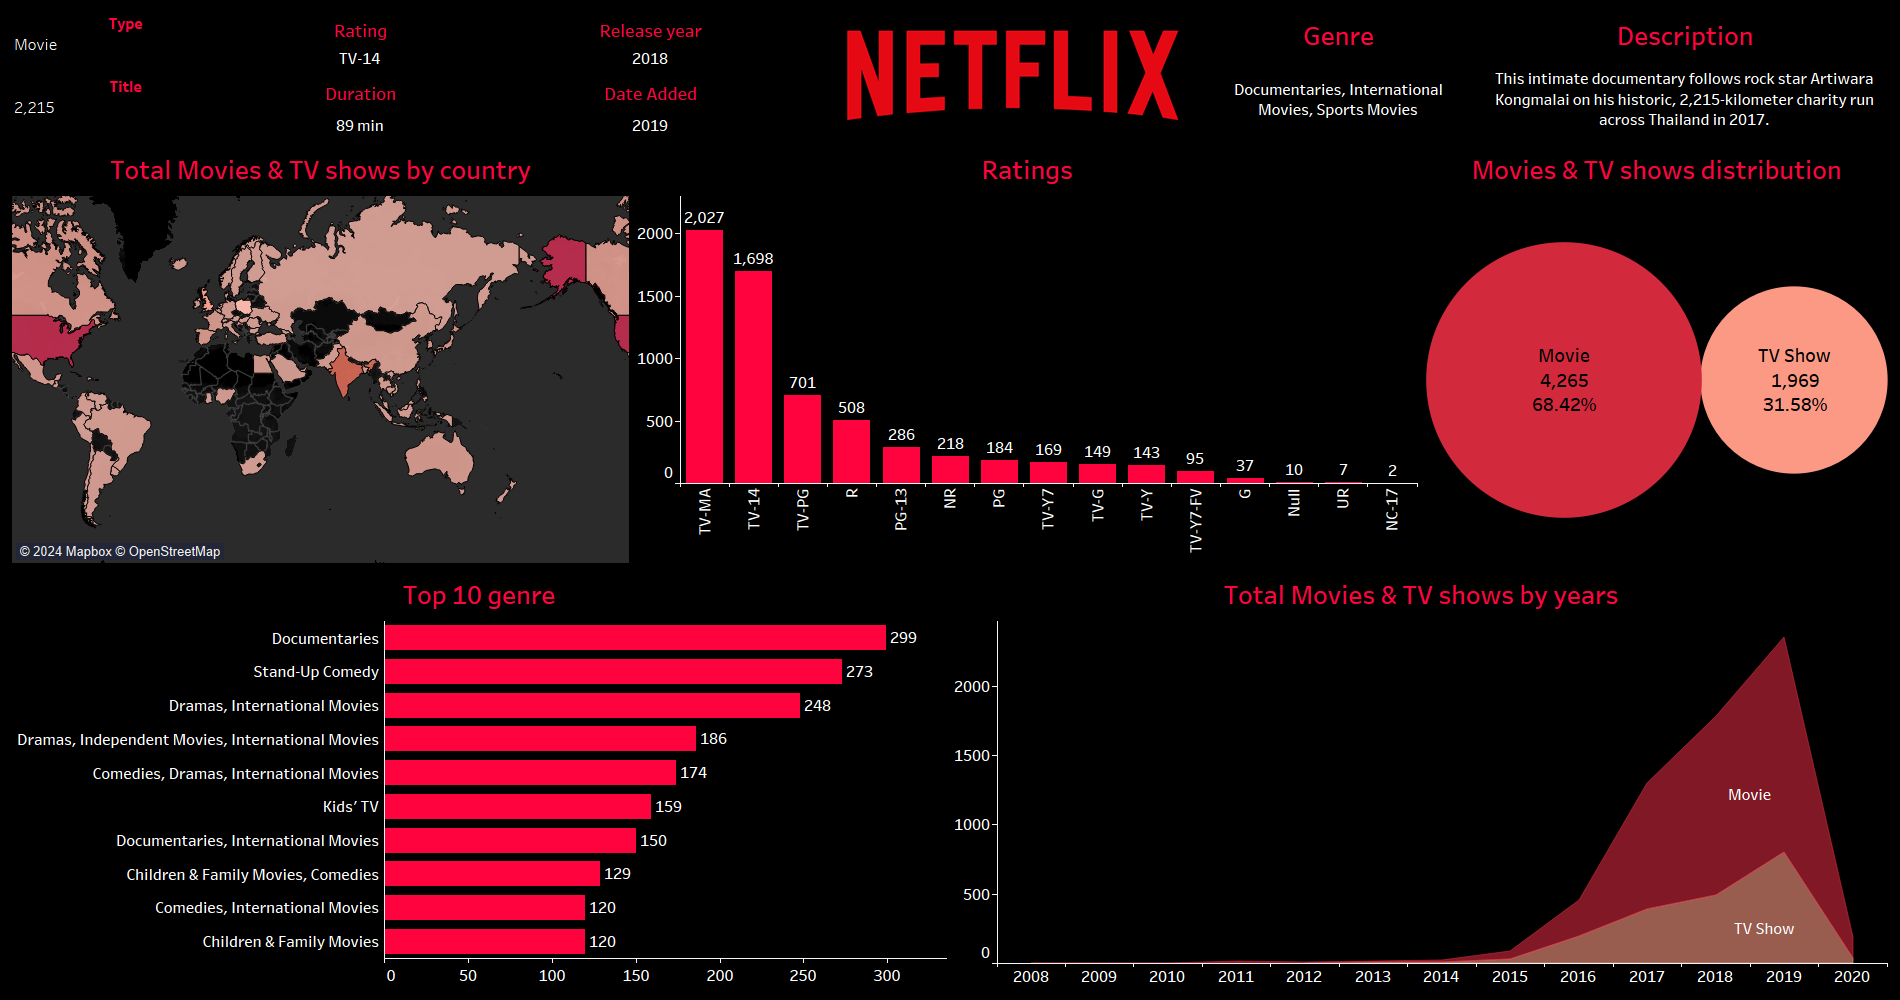 Type
Movie
Title
2,215
Rating
TV-14
Duration
89 min
Release year
2018
Date Added
2019
NETFLIX
Genre
Documentaries, International
Movies, Sports Movies
Description
This intimate documentary follows rock star Artiwara
Kongmalai on his historic, 2,215-kilometer charity run
across Thailand in 2017.
Total Movies & TV shows by country
© 2024 Mapbox © OpenStreetMap
Ratings
2000
1500
1000
500
0
2,027
1,698
701
508
286
218
184
169
149
143
95
37
10
7
2
TV-MA
TV-14
TV-PG
R
PG-13
NR
PG
TV-Y7
TV-G
TV-Y
TV-Y7-FV
G
Null
UR
NC-17
Movies & TV shows distribution
Movie
4,265
68.42%
TV Show
1,969
31.58%
Top 10 genre
Documentaries 299
Stand-Up Comedy 273
Dramas, International Movies 248
Dramas, Independent Movies, International Movies 186
Comedies, Dramas, International Movies 174
Kids’ TV 159
Documentaries, International Movies 150
Children & Family Movies, Comedies 129
Comedies, International Movies 120
Children & Family Movies 120
0 50 100 150 200 250 300
Total Movies & TV shows by years
2000
1500
1000
500
0
Movie
TV Show
2008 2009 2010 2011 2012 2013 2014 2015 2016 2017 2018 2019 2020